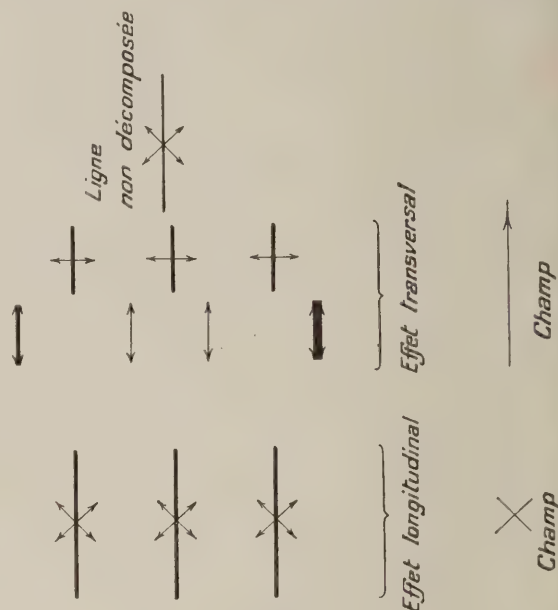 Ligne
non décomposée
Effet transversal
Champ
Effet longitudinal
Champ